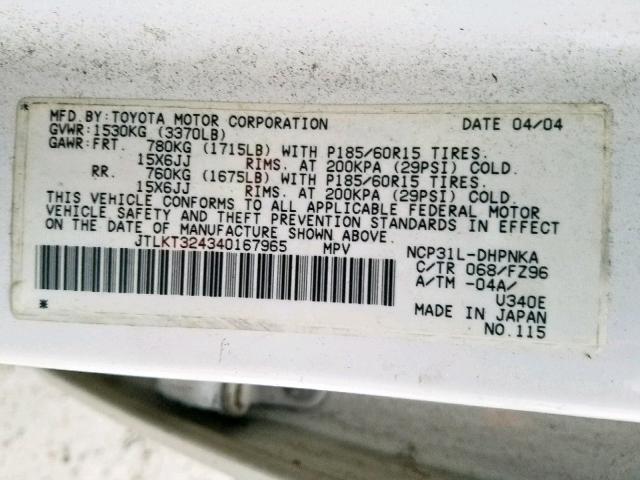 MFD.BY:TOYOTA MOTOR CORPORATION DATE 04/04
GVWR:1530KG (3370LB)
GAWR:FRT. 780KG (1715LB) WITH P185/60R15 TIRES.
15X6JJ RIMS. AT 200KPA (29PSI) COLD.
RR. 760KG (1675LB) WITH P185/60R15 TIRES.
15X6JJ RIMS. AT 200KPA (29PSI) COLD.
THIS VEHICLE CONFORMS TO ALL APPLICABLE FEDERAL MOTOR
VEHICLE SAFETY AND THEFT PREVENTION STANDARDS IN EFFECT
ON THE DATE OF MANUFACTURE SHOWN ABOVE.
JTLKT324340167965 MPV NCP31L-DHPNKA
C/TR 068/FZ96
A/TM -04A/
U340E
MADE IN JAPAN
NO.115